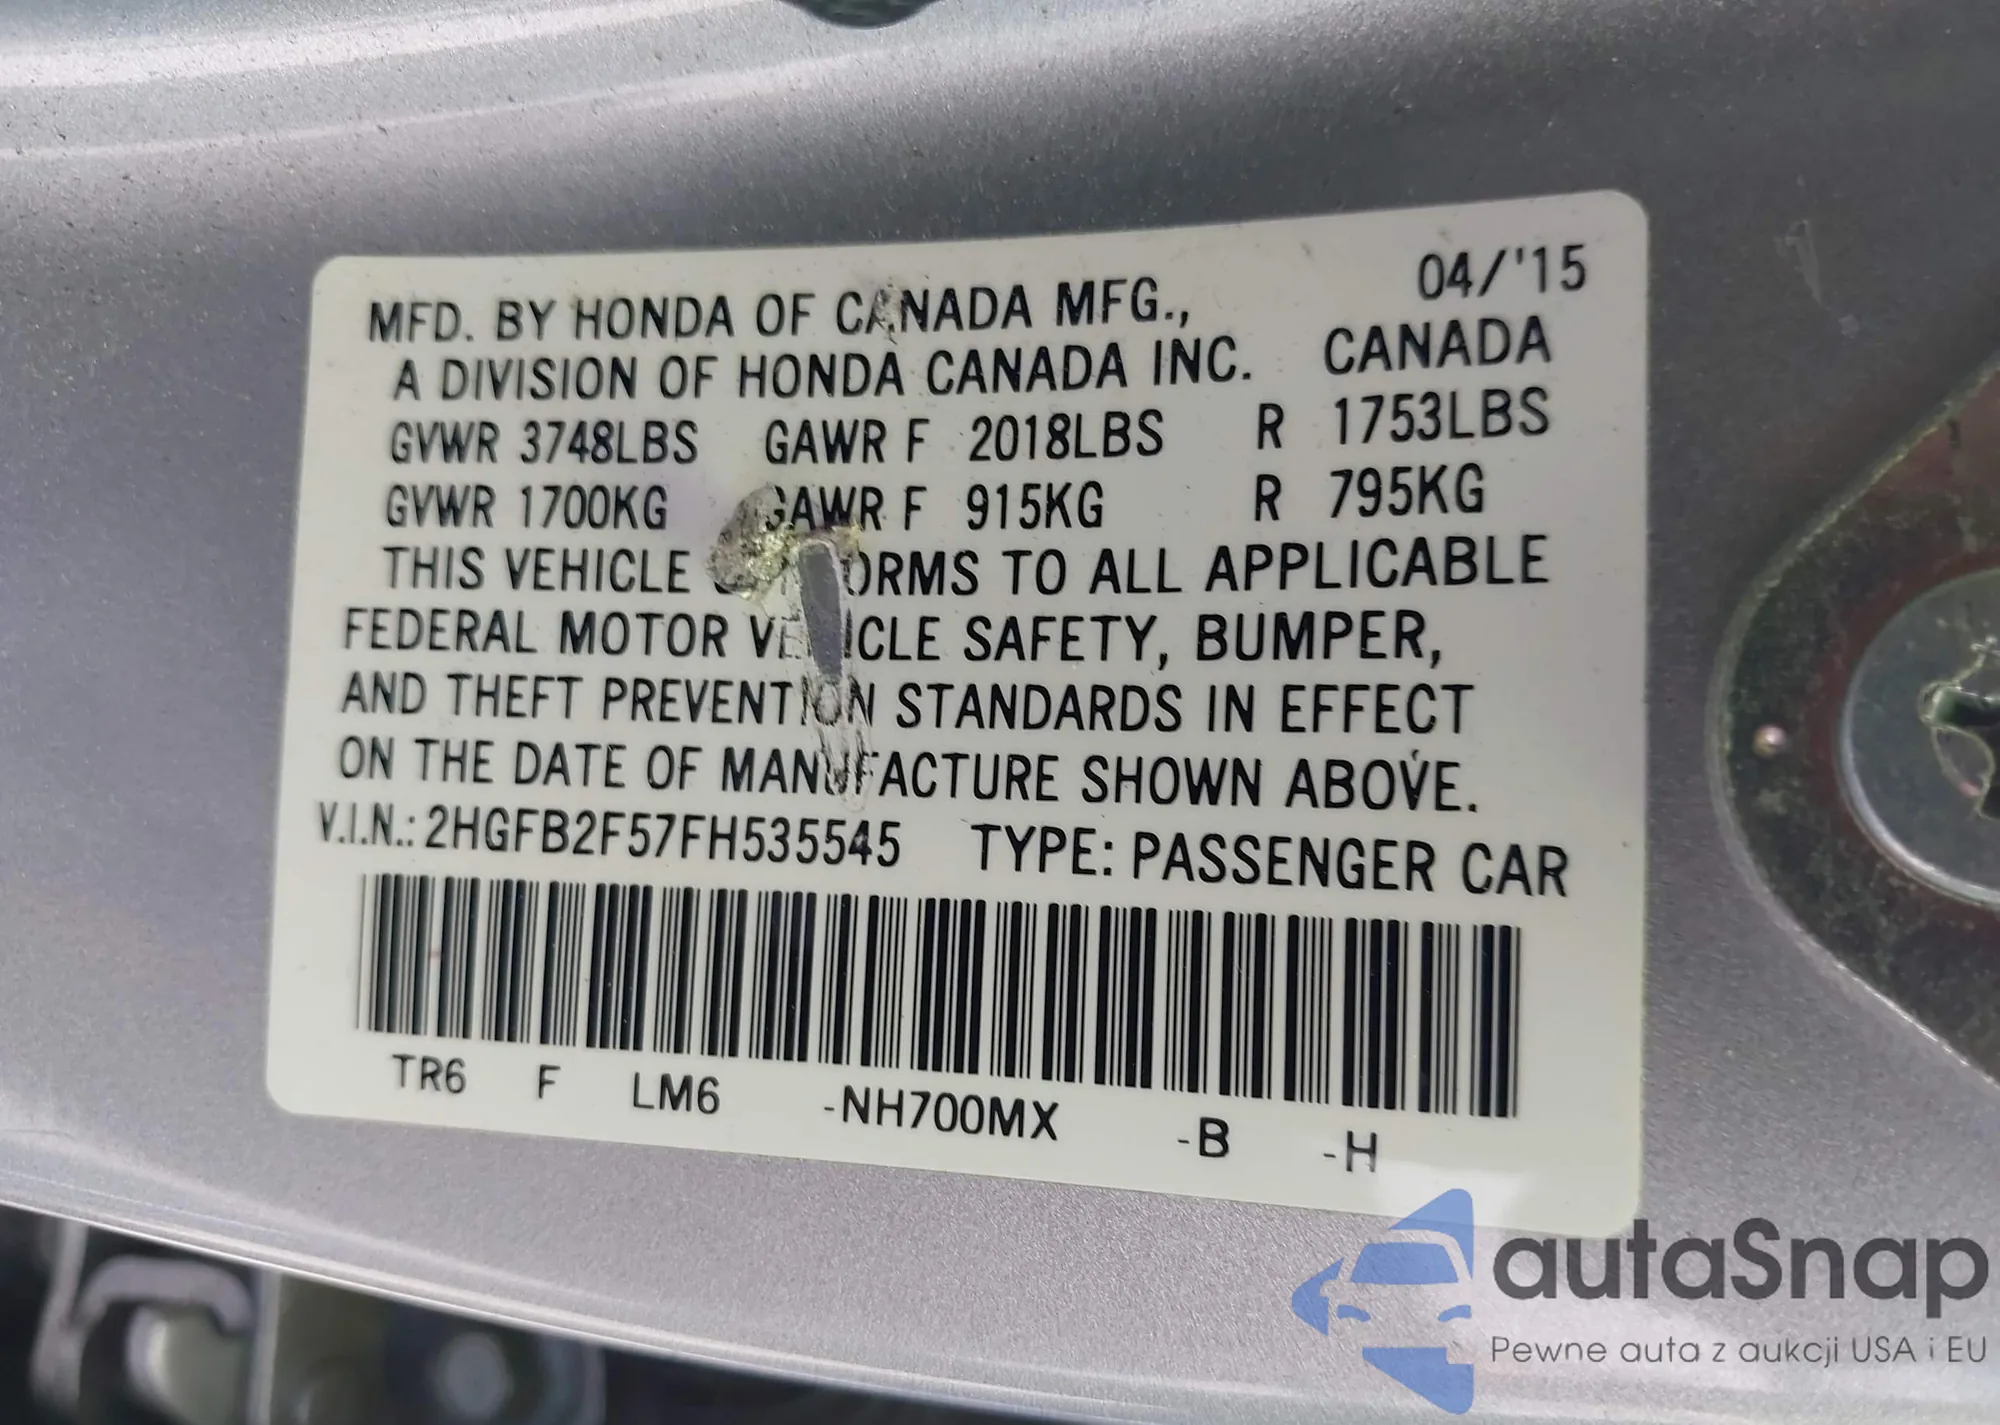 04/'15
MFD. BY HONDA OF CANADA MFG.,
A DIVISION OF HONDA CANADA INC. CANADA
GVWR 3748LBS GAWR F 2018LBS R 1753LBS
GVWR 1700KG GAWR F 915KG R 795KG
THIS VEHICLE TO ALL APPLICABLE
FEDERAL MOTOR VEHICLE SAFETY, BUMPER,
AND THEFT PREVENTION STANDARDS IN EFFECT
ON THE DATE OF MANUFACTURE SHOWN ABOVE.
V.I.N.: 2HGFB2F57FH535545 TYPE: PASSENGER CAR
TR6 F LM6 -NH700MX -B -H
autaSnap
Pewne auta z aukcji USA i EU